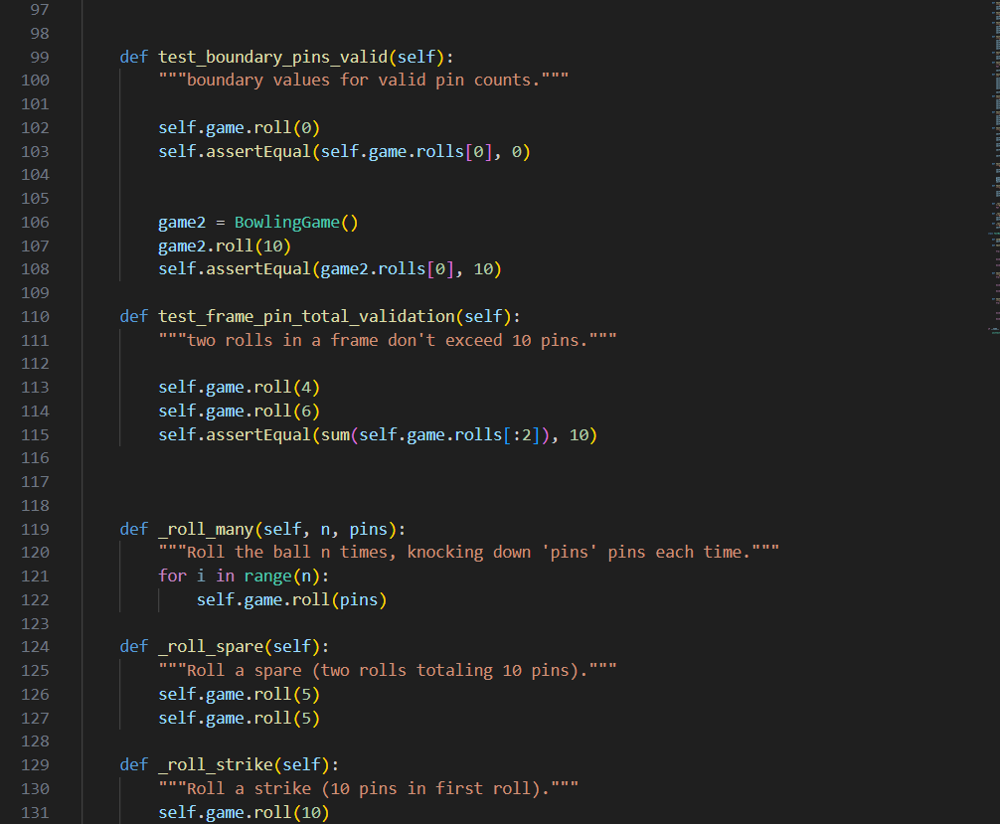 97
98
99 def test_boundary_pins_valid(self):
100 """boundary values for valid pin counts."""
101
102 self.game.roll(0)
103 self.assertEqual(self.game.rolls[0], 0)
104
105
106 game2 = BowlingGame()
107 game2.roll(10)
108 self.assertEqual(game2.rolls[0], 10)
109
110 def test_frame_pin_total_validation(self):
111 """two rolls in a frame don't exceed 10 pins."""
112
113 self.game.roll(4)
114 self.game.roll(6)
115 self.assertEqual(sum(self.game.rolls[:2]), 10)
116
117
118
119 def _roll_many(self, n, pins):
120 """Roll the ball n times, knocking down 'pins' pins each time."""
121 for i in range(n):
122 self.game.roll(pins)
123
124 def _roll_spare(self):
125 """Roll a spare (two rolls totaling 10 pins)."""
126 self.game.roll(5)
127 self.game.roll(5)
128
129 def _roll_strike(self):
130 """Roll a strike (10 pins in first roll)."""
131 self.game.roll(10)